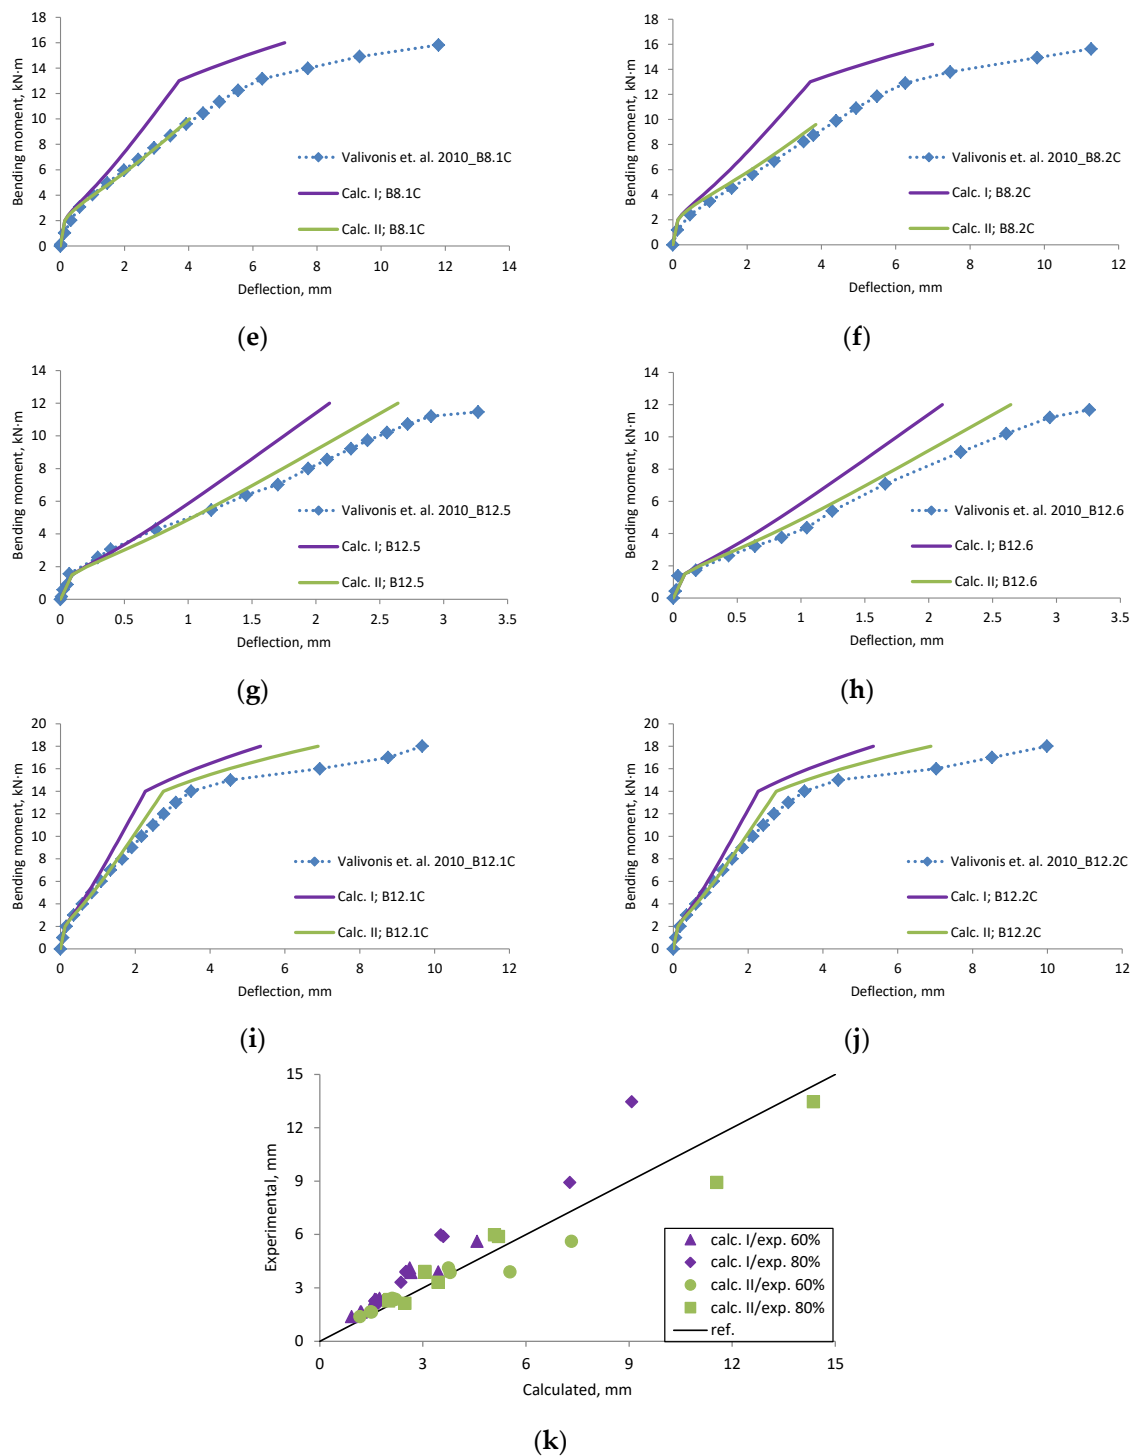 18
16
14
12
10
8
6
4
2
0
Bending moment, kN·m
Valivonis et. al. 2010_B8.1C
Calc. I; B8.1C
Calc. II; B8.1C
0 2 4 6 8 10 12 14
Deflection, mm
(e)
18
16
14
12
10
8
6
4
2
0
Bending moment, kN·m
Valivonis et. al. 2010_B8.2C
Calc. I; B8.2C
Calc. II; B8.2C
0 2 4 6 8 10 12
Deflection, mm
(f)
14
12
10
8
6
4
2
0
Bending moment, kN·m
Valivonis et. al. 2010_B12.5
Calc. I; B12.5
Calc. II; B12.5
0 0.5 1 1.5 2 2.5 3 3.5
Deflection, mm
(g)
14
12
10
8
6
4
2
0
Bending moment, kN·m
Valivonis et. al. 2010_B12.6
Calc. I; B12.6
Calc. II; B12.6
0 0.5 1 1.5 2 2.5 3 3.5
Deflection, mm
(h)
20
18
16
14
12
10
8
6
4
2
0
Bending moment, kN·m
Valivonis et. al. 2010_B12.1C
Calc. I; B12.1C
Calc. II; B12.1C
0 2 4 6 8 10 12
Deflection, mm
(i)
20
18
16
14
12
10
8
6
4
2
0
Bending moment, kN·m
Valivonis et. al. 2010_B12.2C
Calc. I; B12.2C
Calc. II; B12.2C
0 2 4 6 8 10 12
Deflection, mm
(j)
15
12
9
6
3
0
Experimental, mm
calc. I/exp. 60%
calc. I/exp. 80%
calc. II/exp. 60%
calc. II/exp. 80%
ref.
0 3 6 9 12 15
Calculated, mm
(k)